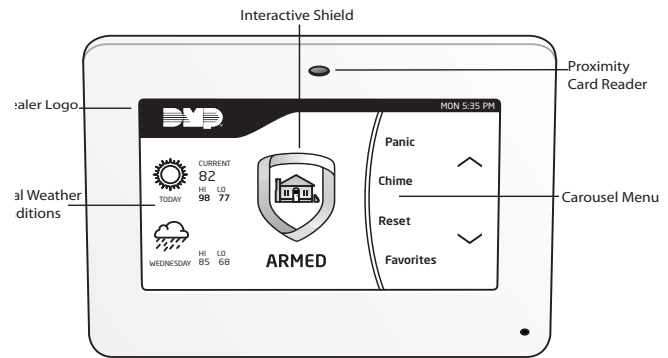 Interactive Shield
Proximity
Card Reader
ealer Logo
MON 5:35 PM
DMP
Panic
CURRENT
82
HI LO
98 77
TODAY
Chime
al Weather
ditions
Carousel Menu
Reset
HI LO
85 68
WEDNESDAY
ARMED
Favorites